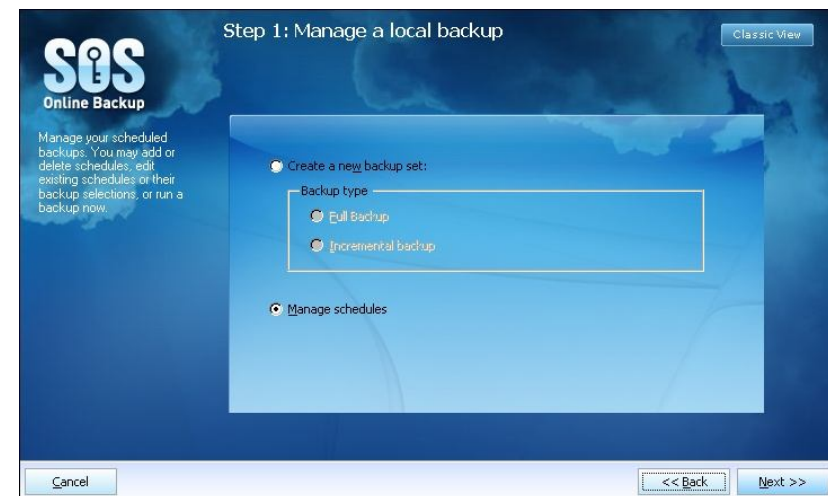 Step 1: Manage a local backup
Classic View
SOS
Online Backup
Manage your scheduled
backups. You may add or
delete schedules, edit
existing schedules or their
backup selections, or run a
backup now.
Create a new backup set:
Backup type
Full Backup
Incremental backup
Manage schedules
Cancel
<< Back
Next >>